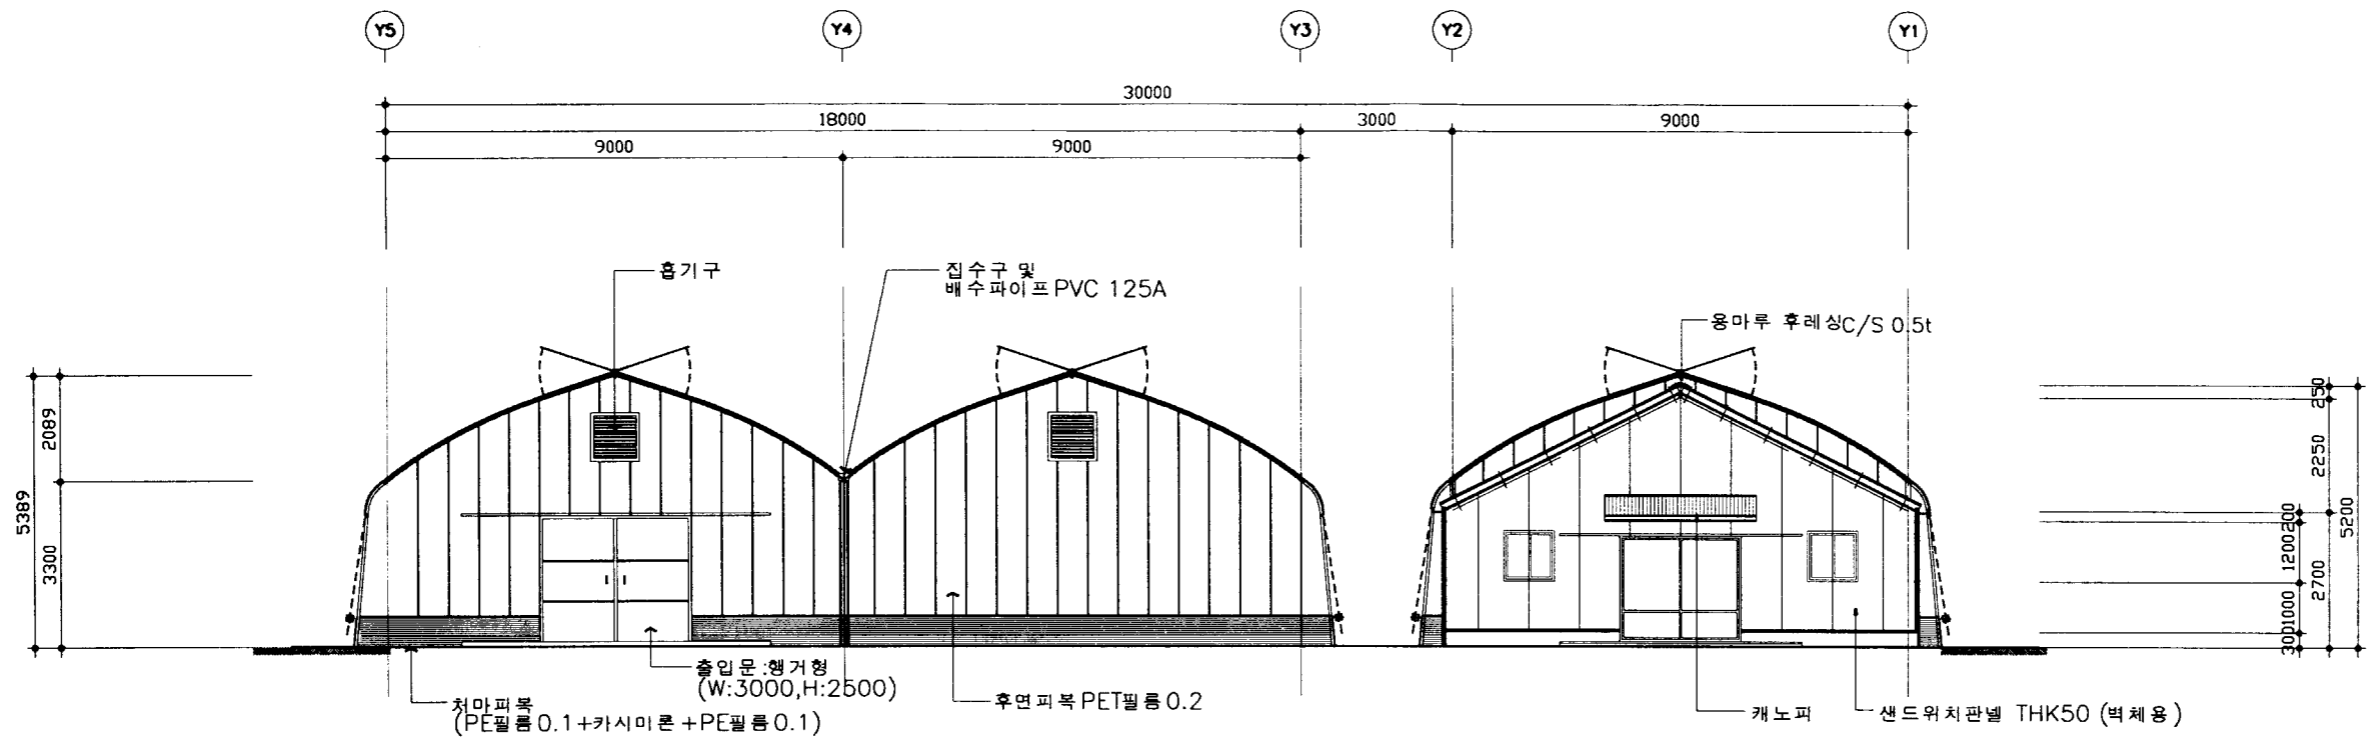 Y5 Y4 Y3 Y2 Y1
30000
18000 3000 9000
9000 9000
흡기구
집수구 및
배수파이프PVC 125A
용마루 후레싱C/S 0.5t
5389
2089
3300
250
2250
200
1200
1000
300
2700
5200
출입문:행거형
(W:3000,H:2500)
처마피복
(PE필름0.1+카시미론+PE필름0.1)
후면피복PET필름0.2
캐노피
샌드위치판넬 THK50 (벽체용)